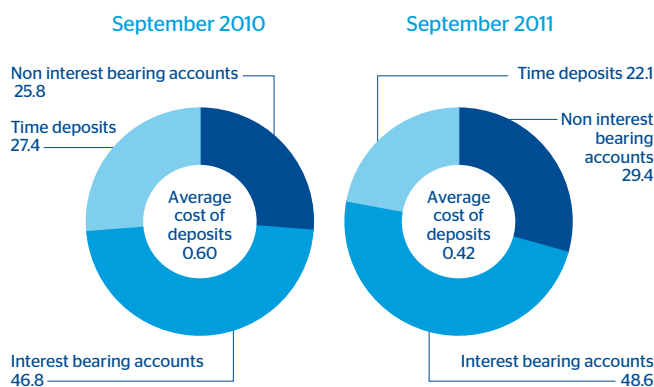 September 2010
Non interest bearing accounts
25.8
Time deposits
27.4
Average
cost of
deposits
0.60
Interest bearing accounts
46.8
September 2011
Time deposits 22.1
Non interest
bearing
accounts
29.4
Average
cost of
deposits
0.42
Interest bearing accounts
48.6